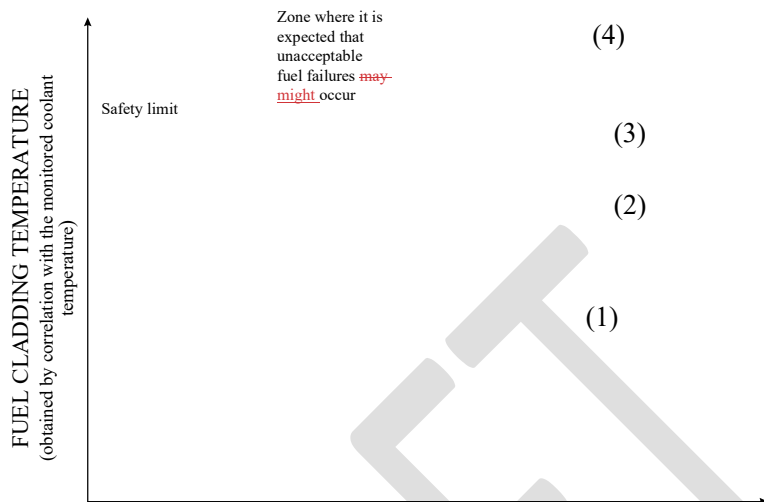 Zone where it is
expected that
unacceptable
fuel failures may
might occur
(4)
Safety limit
(3)
(2)
(1)
FUEL CLADDING TEMPERATURE
(obtained by correlation with the monitored coolant
temperature)